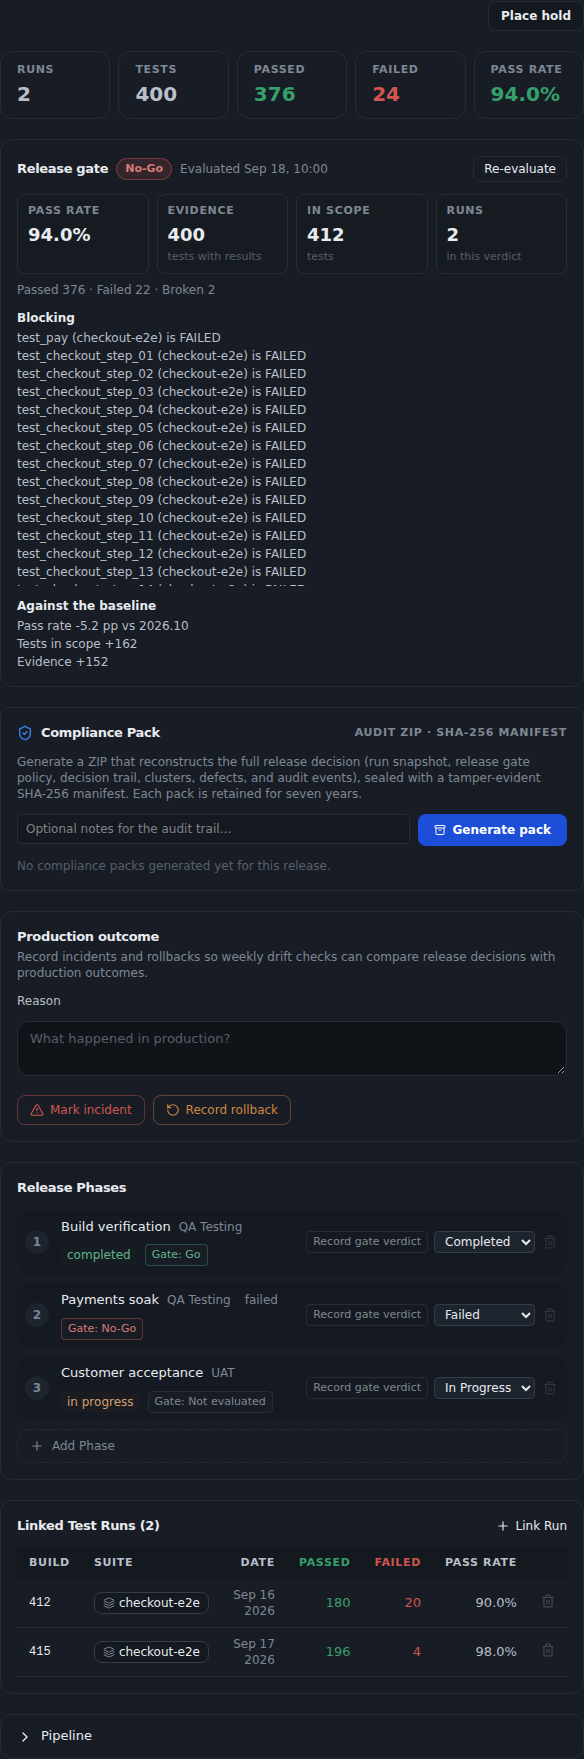 Place hold
RUNS
2
TESTS
400
PASSED
376
FAILED
24
PASS RATE
94.0%
Release gate No-Go Evaluated Sep 18, 10:00 Re-evaluate
PASS RATE
94.0%
EVIDENCE
400
tests with results
IN SCOPE
412
tests
RUNS
2
in this verdict
Passed 376 · Failed 22 · Broken 2
Blocking
test_pay (checkout-e2e) is FAILED
test_checkout_step_01 (checkout-e2e) is FAILED
test_checkout_step_02 (checkout-e2e) is FAILED
test_checkout_step_03 (checkout-e2e) is FAILED
test_checkout_step_04 (checkout-e2e) is FAILED
test_checkout_step_05 (checkout-e2e) is FAILED
test_checkout_step_06 (checkout-e2e) is FAILED
test_checkout_step_07 (checkout-e2e) is FAILED
test_checkout_step_08 (checkout-e2e) is FAILED
test_checkout_step_09 (checkout-e2e) is FAILED
test_checkout_step_10 (checkout-e2e) is FAILED
test_checkout_step_11 (checkout-e2e) is FAILED
test_checkout_step_12 (checkout-e2e) is FAILED
test_checkout_step_13 (checkout-e2e) is FAILED
Against the baseline
Pass rate -5.2 pp vs 2026.10
Tests in scope +162
Evidence +152
Compliance Pack AUDIT ZIP · SHA-256 MANIFEST
Generate a ZIP that reconstructs the full release decision (run snapshot, release gate
policy, decision trail, clusters, defects, and audit events), sealed with a tamper-evident
SHA-256 manifest. Each pack is retained for seven years.
Optional notes for the audit trail... Generate pack
No compliance packs generated yet for this release.
Production outcome
Record incidents and rollbacks so weekly drift checks can compare release decisions with
production outcomes.
Reason
What happened in production?
Mark incident Record rollback
Release Phases
1 Build verification QA Testing
completed Gate: Go
Record gate verdict Completed
2 Payments soak QA Testing failed
Gate: No-Go
Record gate verdict Failed
3 Customer acceptance UAT
in progress Gate: Not evaluated
Record gate verdict In Progress
Add Phase
Linked Test Runs (2) Link Run
BUILD SUITE DATE PASSED FAILED PASS RATE
412 checkout-e2e Sep 16 2026 180 20 90.0%
415 checkout-e2e Sep 17 2026 196 4 98.0%
Pipeline